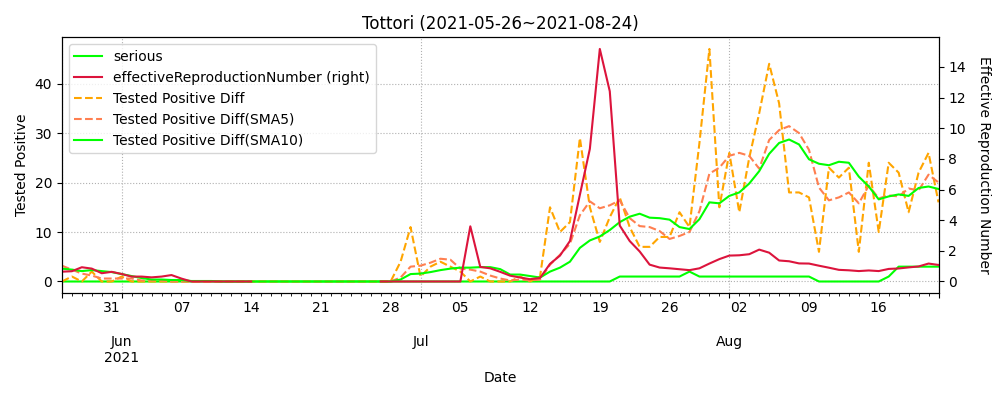 Tottori (2021-05-26~2021-08-24)
serious
effectiveReproductionNumber (right)
Tested Positive Diff
Tested Positive Diff(SMA5)
Tested Positive Diff(SMA10)
Tested Positive
40
30
20
10
0
Effective Reproduction Number
14
12
10
8
6
4
2
0
31 07 14 21 28 05 12 19 26 02 09 16
Jun Jul Aug
2021
Date